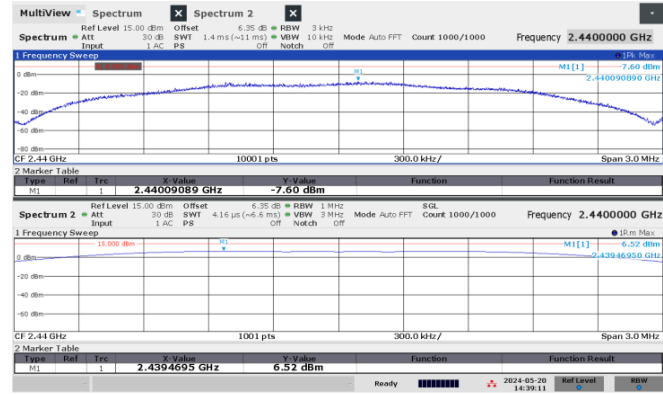 MultiView Spectrum X Spectrum 2 X
Ref Level 15.00 dBm Offset 6.35 dB RBW 3 kHz
Spectrum Att 30 dB SWT 1.4 ms (~11 ms) VBW 10 kHz Mode Auto FFT Count 1000/1000 Frequency 2.4400000 GHz
Input 1 AC PS Off Notch Off
1 Frequency Sweep 1Pk Max
M1 M1[1] -7.60 dBm
0 dBm 2.440090890 GHz
-20 dBm
-40 dBm
-60 dBm
-80 dBm
CF 2.44 GHz 10001 pts 300.0 kHz/ Span 3.0 MHz
2 Marker Table
Type Ref Trc X-Value Y-Value Function Function Result
M1 1 2.44009089 GHz -7.60 dBm
Ref Level 15.00 dBm Offset 6.35 dB RBW 1 MHz SGL
Spectrum 2 Att 30 dB SWT 4.16 µs (~6.6 ms) VBW 3 MHz Mode Auto FFT Count 1000/1000 Frequency 2.4400000 GHz
Input 1 AC PS Off Notch Off
1 Frequency Sweep 1Rm Max
15.000 dBm M1 M1[1] 6.52 dBm
0 dBm 2.43946950 GHz
-20 dBm
-40 dBm
-60 dBm
CF 2.44 GHz 1001 pts 300.0 kHz/ Span 3.0 MHz
2 Marker Table
Type Ref Trc X-Value Y-Value Function Function Result
M1 1 2.4394695 GHz 6.52 dBm
Ready 2024-05-20 Ref Level RBW
14:39:11